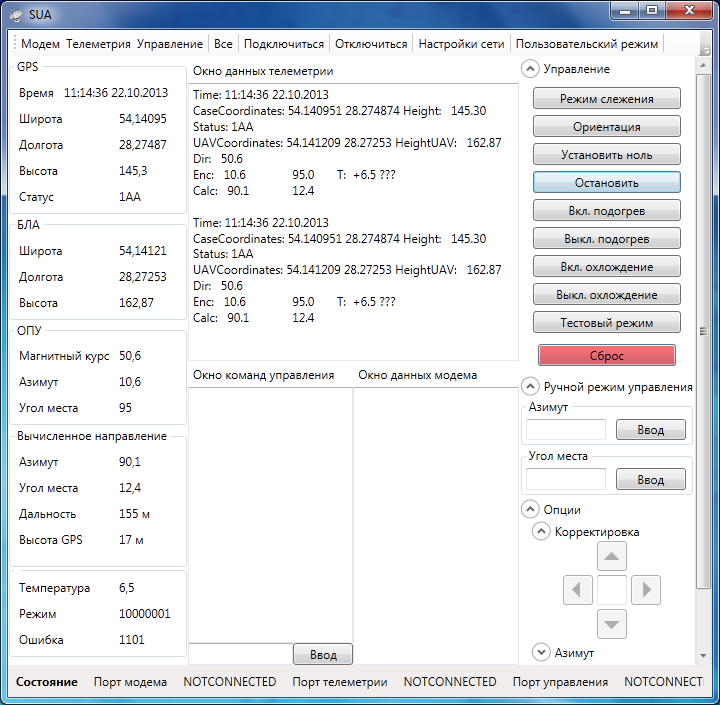 SUA
Модем Телеметрия Управление Все Подключиться Отключиться Настройки сети Пользовательский режим
GPS
Время 11:14:36 22.10.2013
Широта 54,14095
Долгота 28,27487
Высота 145,3
Статус 1AA
БЛА
Широта 54,14121
Долгота 28,27253
Высота 162,87
ОПУ
Магнитный курс 50,6
Азимут 10,6
Угол места 95
Вычисленное направление
Азимут 90,1
Угол места 12,4
Дальность 155 м
Высота GPS 17 м
Температура 6,5
Режим 10000001
Ошибка 1101
Окно данных телеметрии
Time: 11:14:36 22.10.2013
CaseCoordinates: 54.140951 28.274874 Height: 145.30
Status: 1AA
UAVCoordinates: 54.141209 28.27253 HeightUAV: 162.87
Dir: 50.6
Enc: 10.6 95.0 T: +6.5 ???
Calc: 90.1 12.4
Time: 11:14:36 22.10.2013
CaseCoordinates: 54.140951 28.274874 Height: 145.30
Status: 1AA
UAVCoordinates: 54.141209 28.27253 HeightUAV: 162.87
Dir: 50.6
Enc: 10.6 95.0 T: +6.5 ???
Calc: 90.1 12.4
Окно команд управления
Ввод
Окно данных модема
Управление
Режим слежения
Ориентация
Установить ноль
Остановить
Вкл. подогрев
Выкл. подогрев
Вкл. охлождение
Выкл. охлождение
Тестовый режим
Сброс
Ручной режим управления
Азимут
Ввод
Угол места
Ввод
Опции
Корректировка
Азимут
Состояние Порт модема NOTCONNECTED Порт телеметрии NOTCONNECTED Порт управления NOTCONNECTI